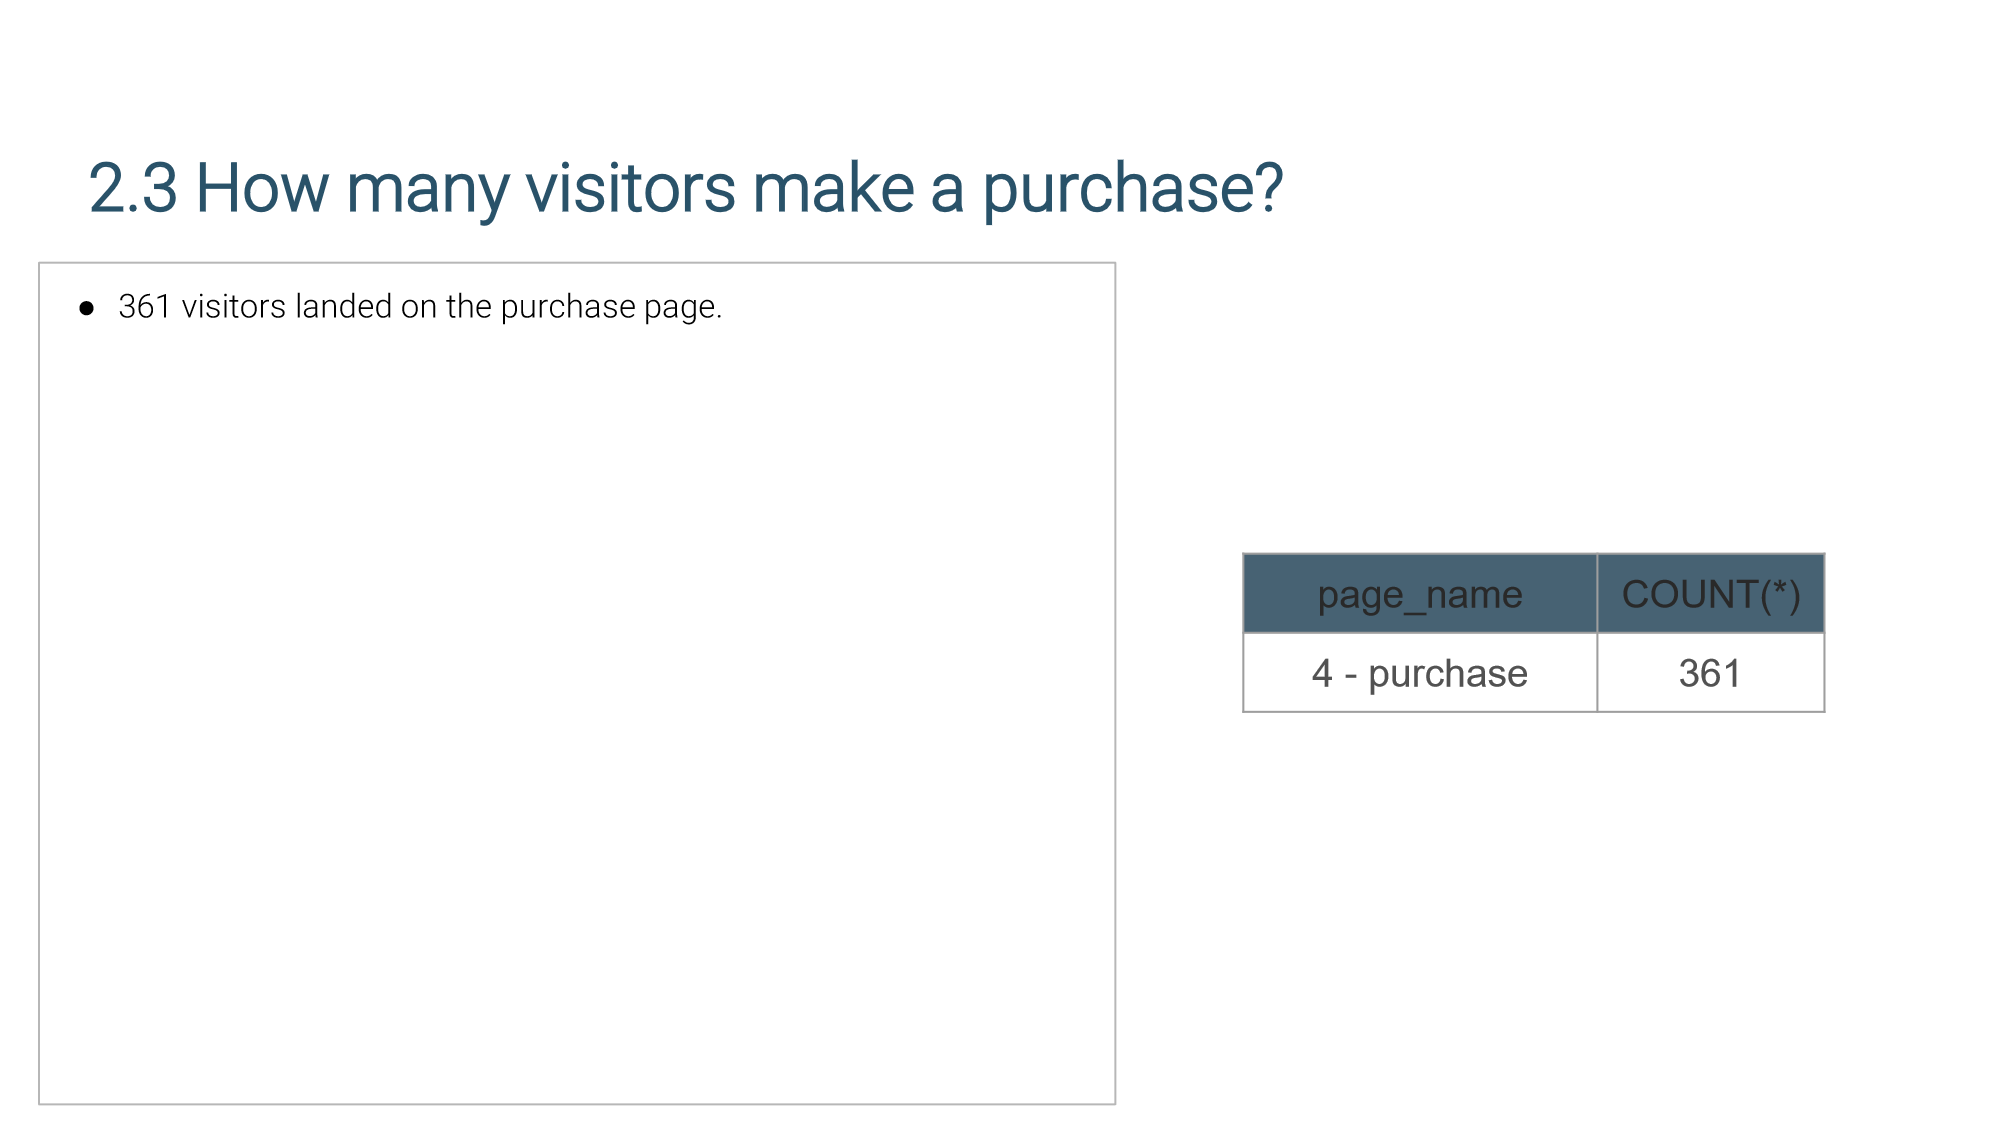 2.3 How many visitors make a purchase?
● 361 visitors landed on the purchase page.
page_name COUNT(*)
4 - purchase 361